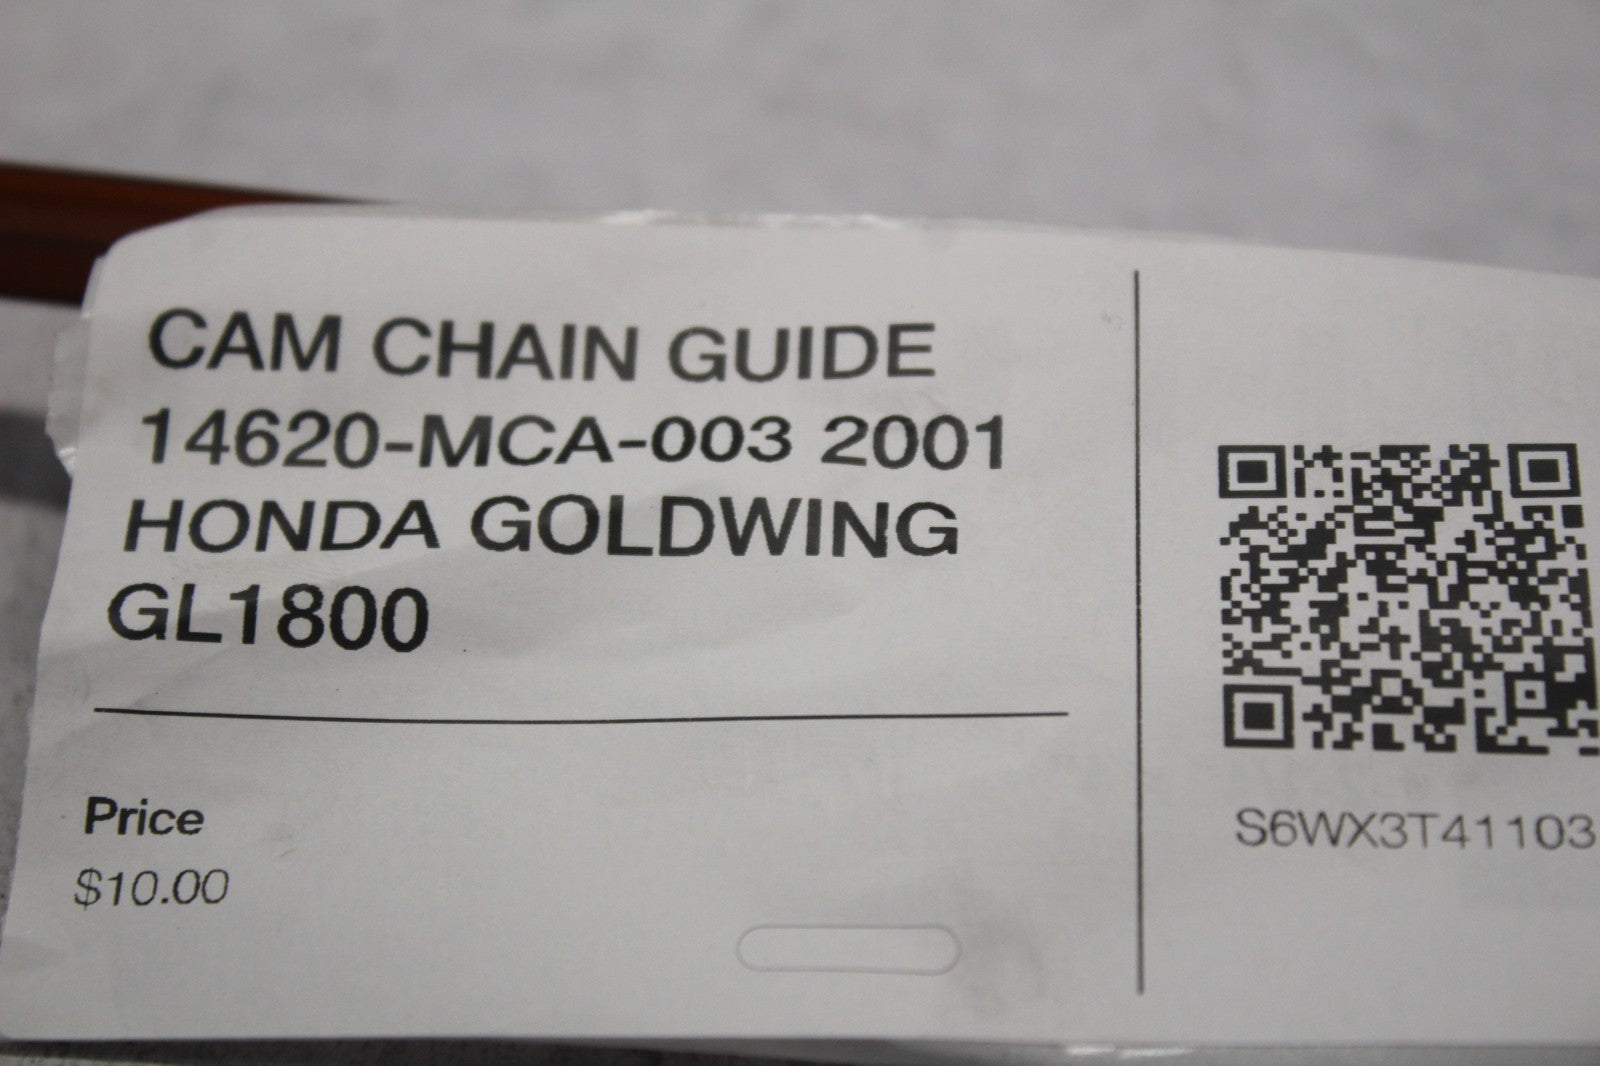 CAM CHAIN GUIDE
14620-MCA-003 2001
HONDA GOLDWING
GL1800
Price
$10.00
S6WX3T41103